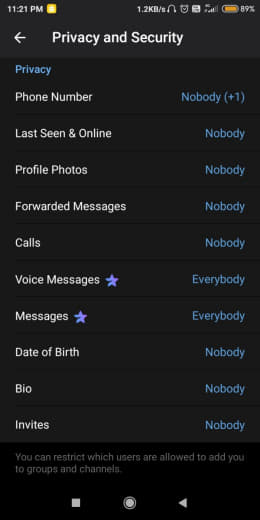 11:21 PM 1.2KB/s 89%
Privacy and Security
Privacy
Phone Number Nobody (+1)
Last Seen & Online Nobody
Profile Photos Nobody
Forwarded Messages Nobody
Calls Nobody
Voice Messages Everybody
Messages Everybody
Date of Birth Nobody
Bio Nobody
Invites Nobody
You can restrict which users are allowed to add you
to groups and channels.